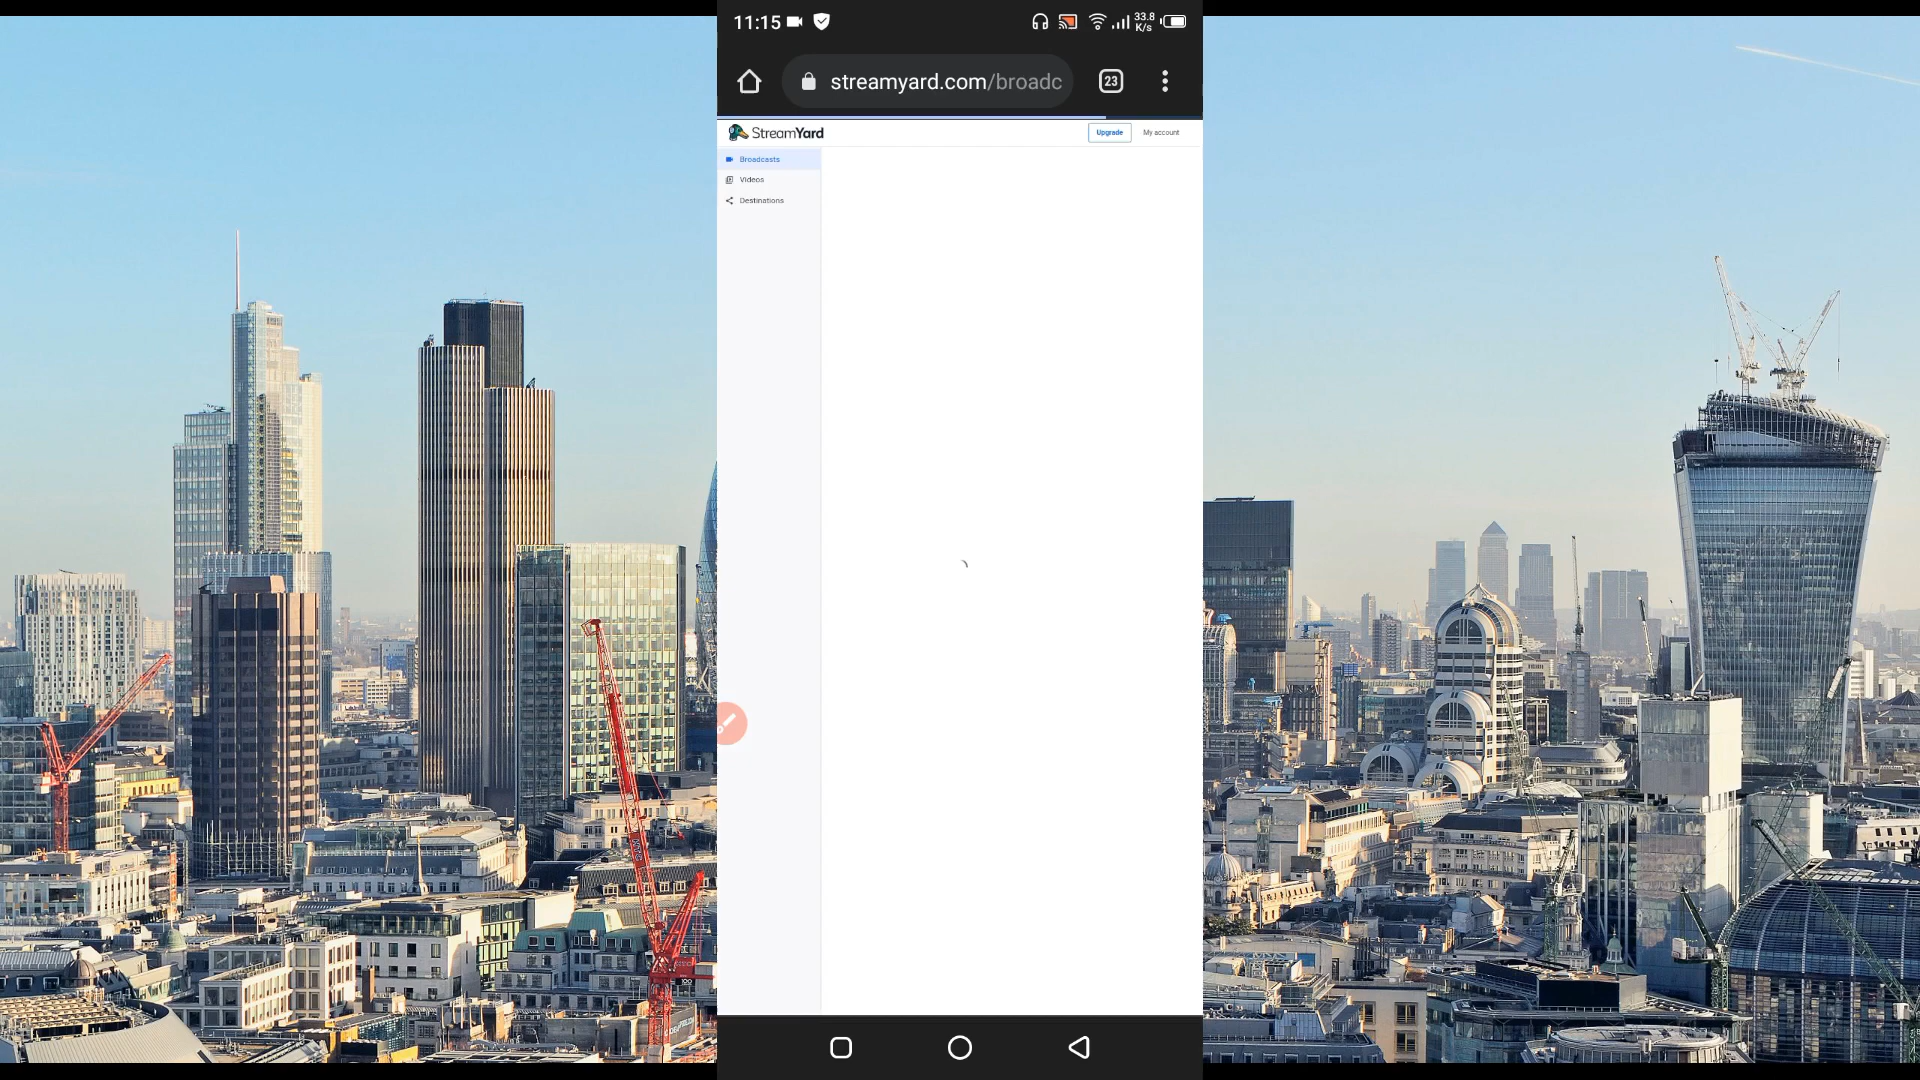 11:15
33.8
K/s
streamyard.com/broadc
23
StreamYard
Upgrade
My account
Broadcasts
Videos
Destinations